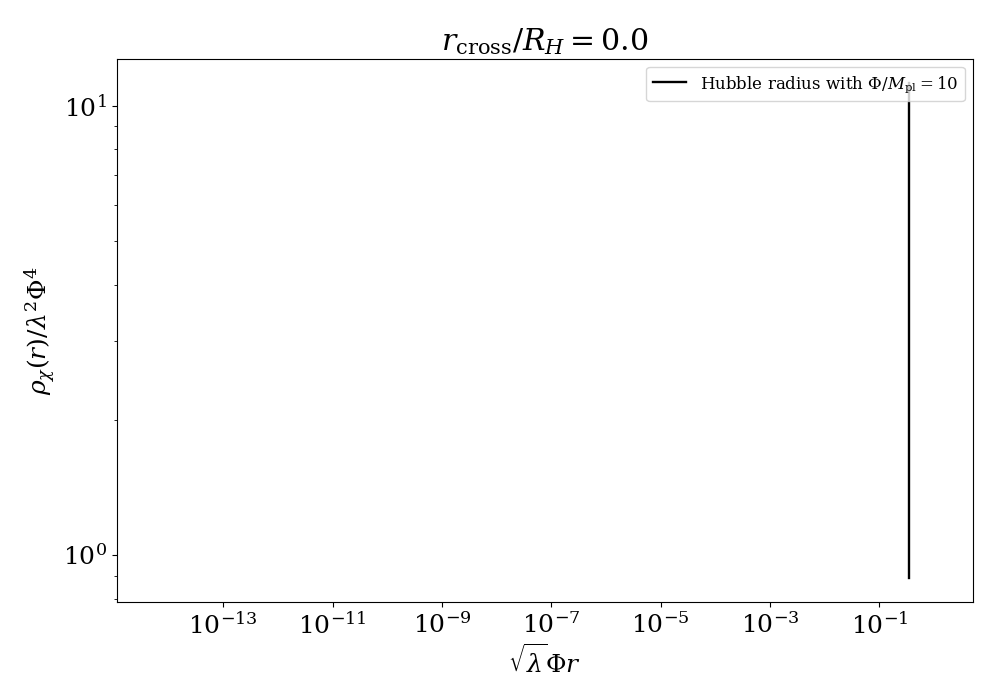 r_cross/R_H = 0.0
Hubble radius with Φ/M_pl = 10
10^1
10^0
ρ_χ(r)/λ^2Φ^4
10^−13 10^−11 10^−9 10^−7 10^−5 10^−3 10^−1
√λΦr